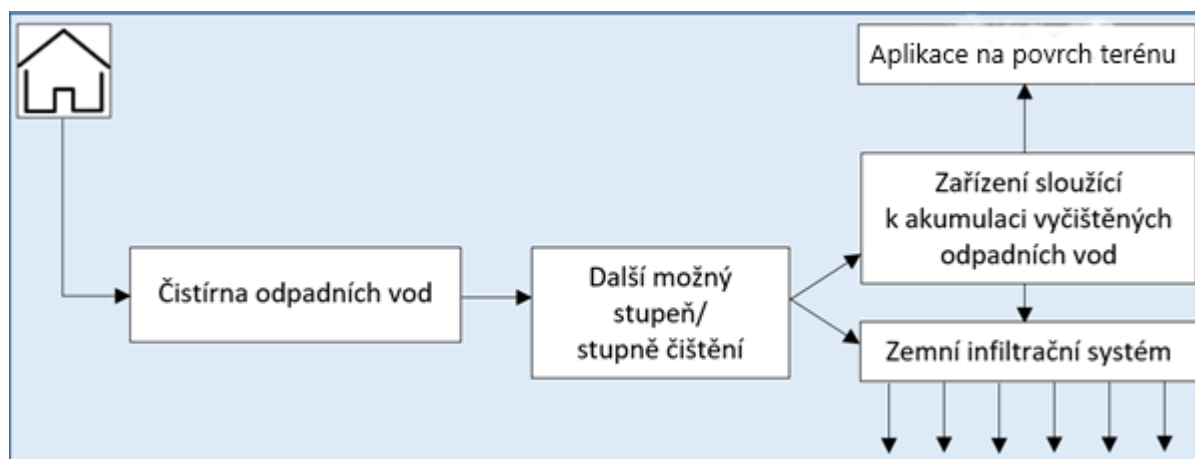 Aplikace na povrch terénu
Zařízení sloužící
k akumulaci vyčištěných
odpadních vod
Čistírna odpadních vod
Další možný
stupeň/
stupně čištění
Zemní infiltrační systém